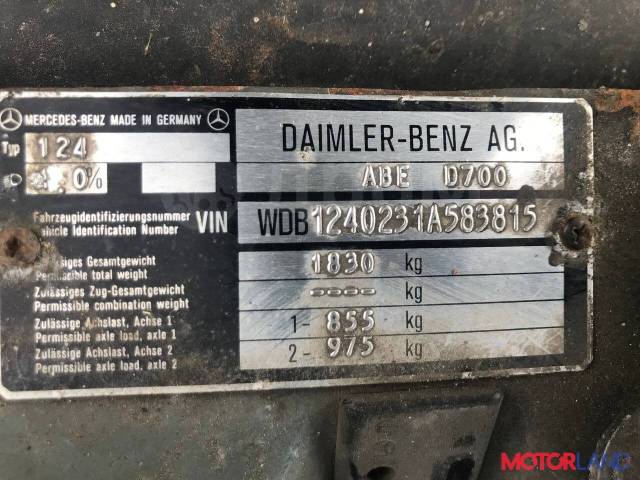 MERCEDES-BENZ MADE IN GERMANY
Typ 124
1.0%
DAIMLER-BENZ AG.
ABE D700
Fahrzeugidentifizierungsnummer
Vehicle Identification Number
VIN WDB1240231A583815
Zulässiges Gesamtgewicht
Permissible total weight
1830 kg
Zulässiges Zug-Gesamtgewicht
Permissible combination weight
---- kg
Zulässige Achslast, Achse 1
Permissible axle load, axle 1
1- 855 kg
Zulässige Achslast, Achse 2
Permissible axle load, axle 2
2- 975 kg
MOTORLAND